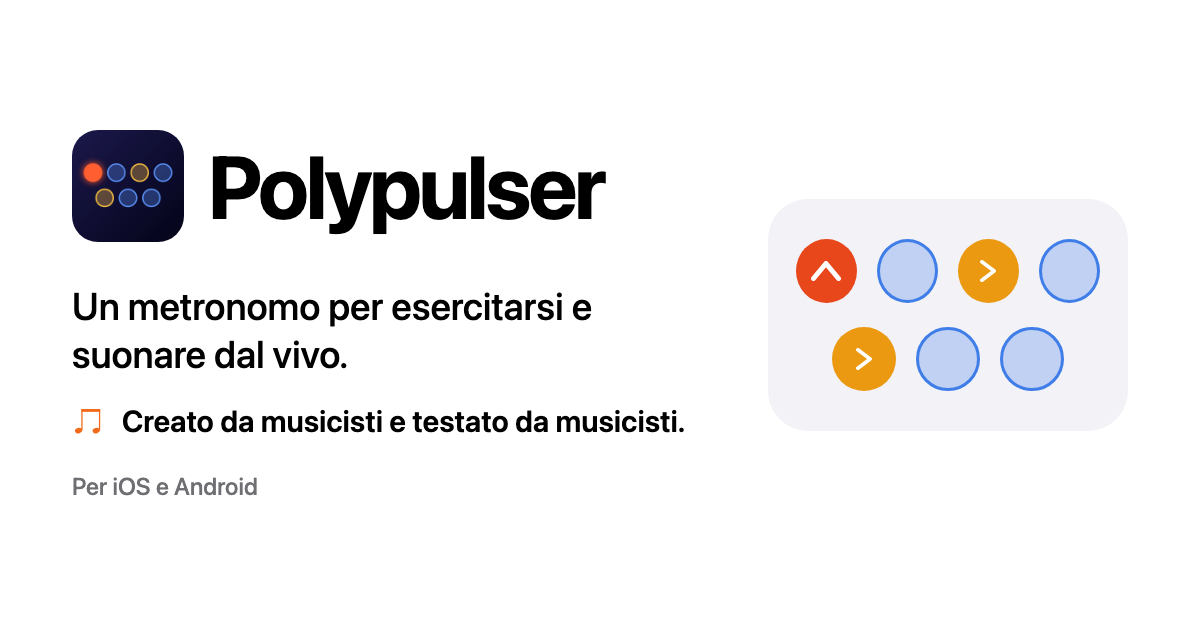 Polypulser
Un metronomo per esercitarsi e
suonare dal vivo.
Creato da musicisti e testato da musicisti.
Per iOS e Android